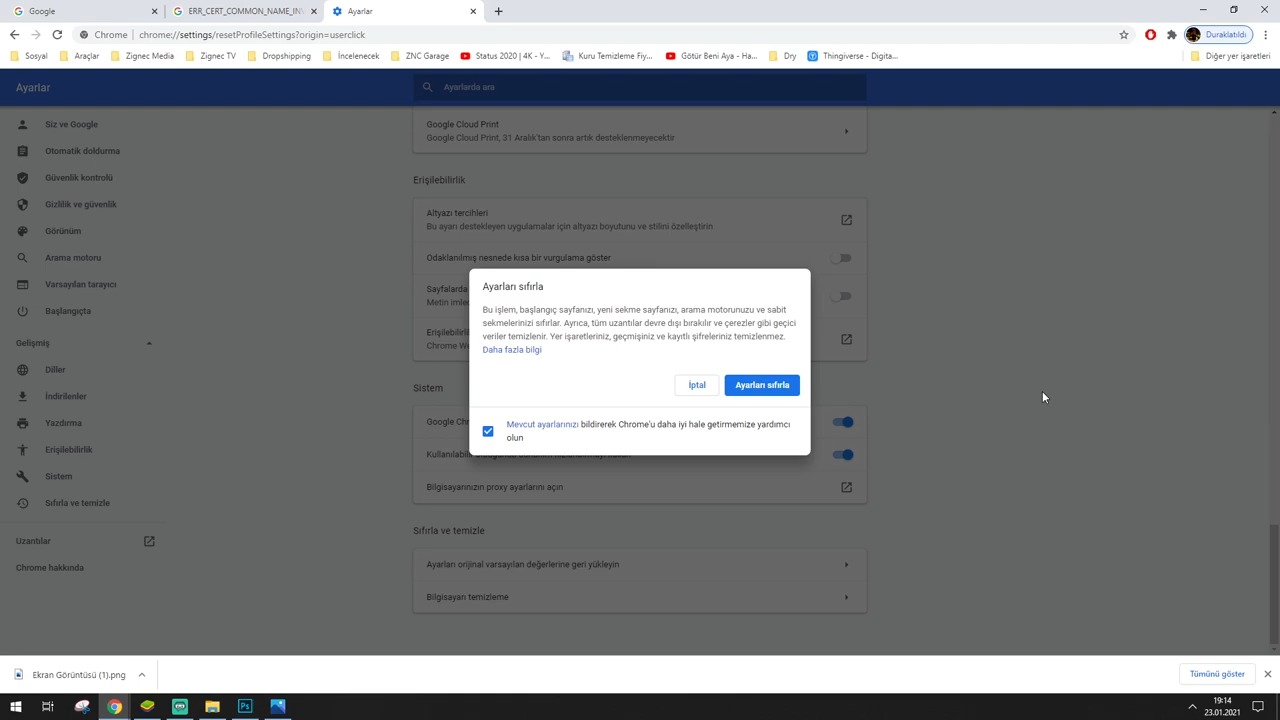 Google
ERR_CERT_COMMON_NAME_IN
Ayarlar
Chrome | chrome://settings/resetProfileSettings?origin=userclick
Duraklatıldı
Sosyal
Araçlar
Zignec Medya
Zignec TV
Dropshipping
İncelenecek
ZNC Garage
Status 2020 | 4K - Y...
Kuru Temizleme Fiy...
Götür Beni Aya - Ha...
Dry
Thingiverse - Digita...
Diğer yer işaretleri
Ayarlar
Ayarlarda ara
Siz ve Google
Otomatik doldurma
Güvenlik kontrolü
Gizlilik ve güvenlik
Görünüm
Arama motoru
Varsayılan tarayıcı
Başlangıçta
Gelişmiş
Diller
İndirilenler
Yazdırma
Erişilebilirlik
Sistem
Sıfırla ve temizle
Uzantılar
Chrome hakkında
Google Cloud Print
Google Cloud Print, 31 Aralık'tan sonra artık desteklenmeyecektir
Erişilebilirlik
Altyazı tercihleri
Bu ayarı destekleyen uygulamalar için altyazı boyutunu ve stilini özelleştirin
Odaklanılmış nesnede kısa bir vurgulama göster
Sayfalarda
Metin imleç
Erişilebilirlik
Chrome We
Ayarları sıfırla
Bu işlem, başlangıç sayfanızı, yeni sekme sayfanızı, arama motorunuzu ve sabit
sekmelerinizi sıfırlar. Ayrıca, tüm uzantılar devre dışı bırakılır ve çerezler gibi geçici
veriler temizlenir. Yer işaretleriniz, geçmişiniz ve kayıtlı şifreleriniz temizlenmez.
Daha fazla bilgi
İptal
Ayarları sıfırla
Mevcut ayarlarınızı bildirerek Chrome'u daha iyi hale getirmemize yardımcı
olun
Sistem
Google Chr
Bilgisayarınızın proxy ayarlarını açın
Sıfırla ve temizle
Ayarları orijinal varsayılan değerlerine geri yükleyin
Bilgisayarı temizleme
Ekran Görüntüsü (1).png
Tümünü göster
19:14
23.01.2021